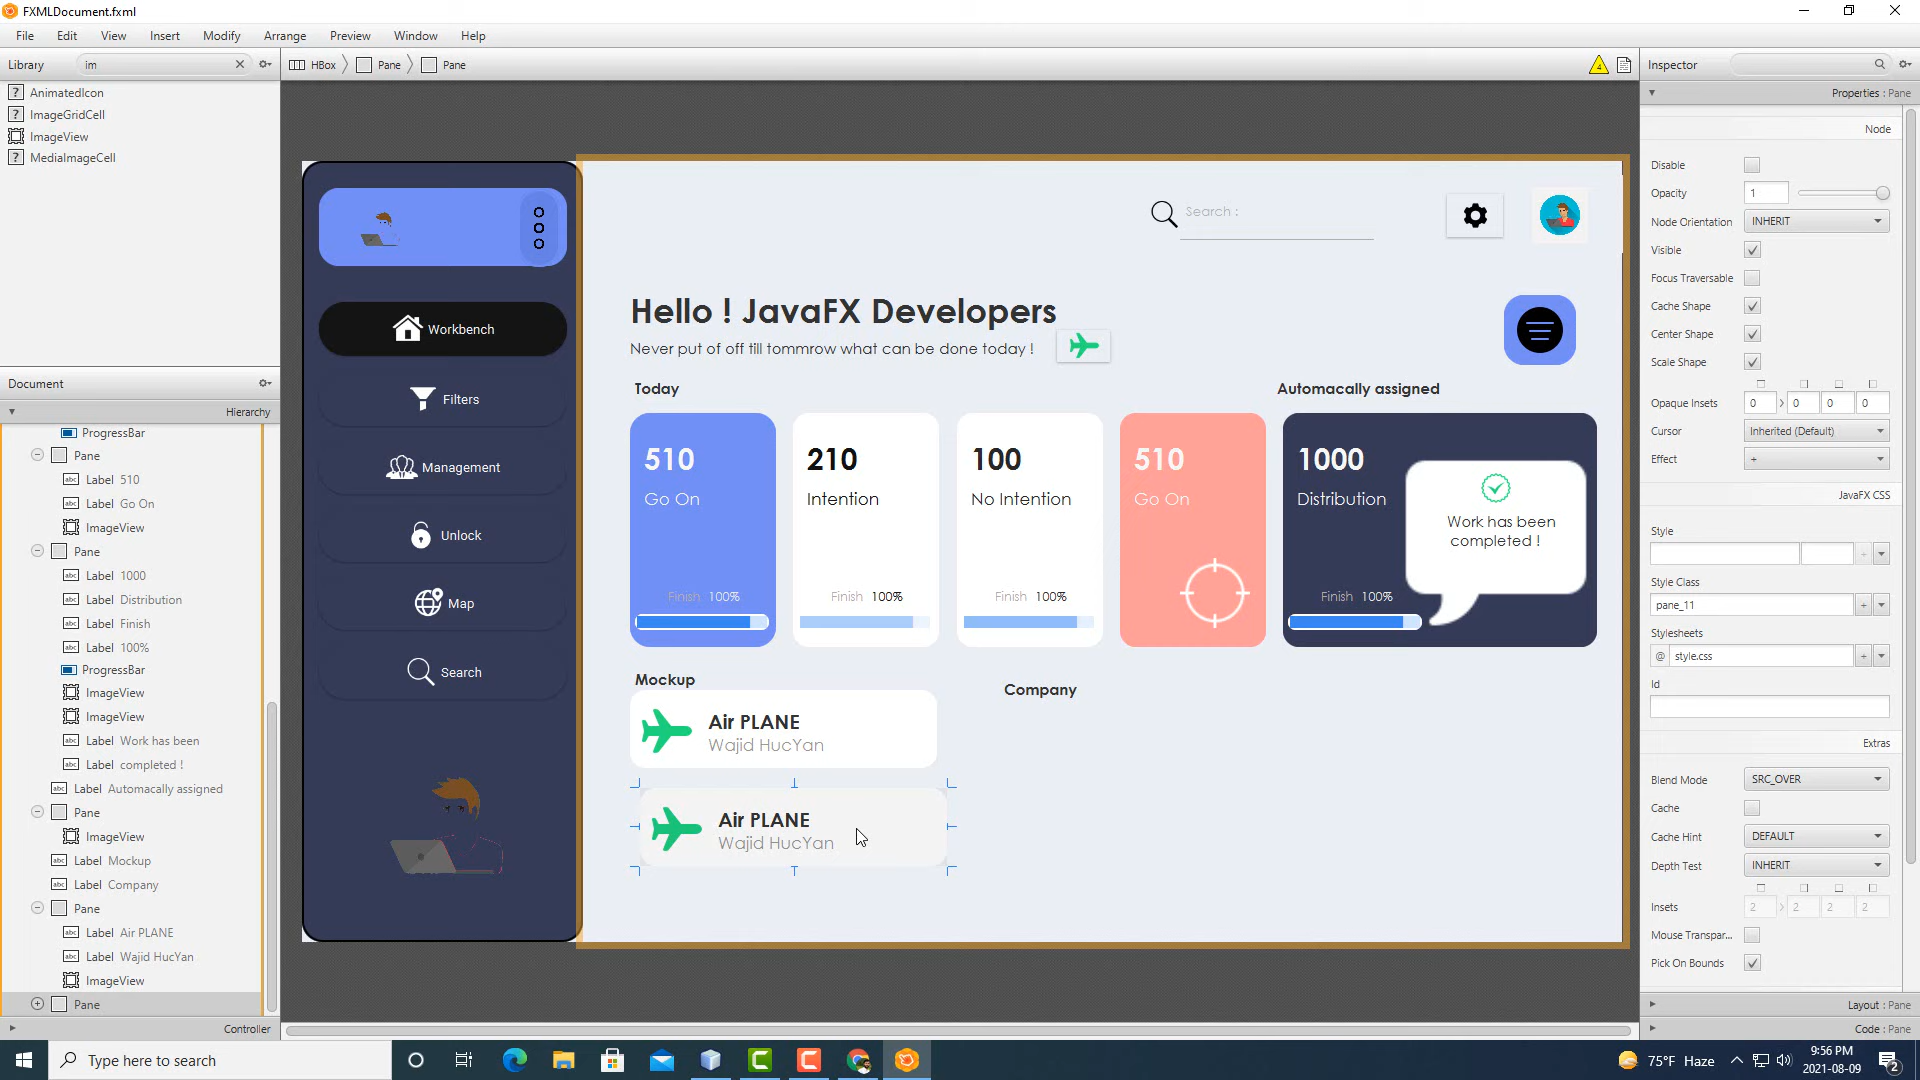 FXMLDocument.fxml
File Edit View Insert Modify Arrange Preview Window Help
Library im
HBox Pane Pane
Inspector
AnimatedIcon
ImageGridCell
ImageView
MediaImageCell
Document
Hierarchy
ProgressBar
Pane
Label 510
Label Go On
ImageView
Pane
Label 1000
Label Distribution
Label Finish
Label 100%
ProgressBar
ImageView
ImageView
Label Work has been
Label completed !
Label Automacally assigned
Pane
ImageView
Label Mockup
Label Company
Pane
Label Air PLANE
Label Wajid HucYan
ImageView
Pane
Controller
Workbench
Filters
Management
Unlock
Map
Search
Search :
Hello ! JavaFX Developers
Never put of off till tommrow what can be done today !
Today
Automacally assigned
510
Go On
Finish 100%
210
Intention
Finish 100%
100
No Intention
Finish 100%
510
Go On
1000
Distribution
Finish 100%
Work has been
completed !
Mockup
Company
Air PLANE
Wajid HucYan
Air PLANE
Wajid HucYan
Properties : Pane
Node
Disable
Opacity 1
Node Orientation INHERIT
Visible
Focus Traversable
Cache Shape
Center Shape
Scale Shape
Opaque Insets 0 0 0 0
Cursor Inherited (Default)
Effect +
JavaFX CSS
Style
Style Class
pane_11
Stylesheets
@ style.css
Id
Extras
Blend Mode SRC_OVER
Cache
Cache Hint DEFAULT
Depth Test INHERIT
Insets 2 2 2 2
Mouse Transpar...
Pick On Bounds
Layout : Pane
Code : Pane
Type here to search
75°F Haze
9:56 PM
2021-08-09
2